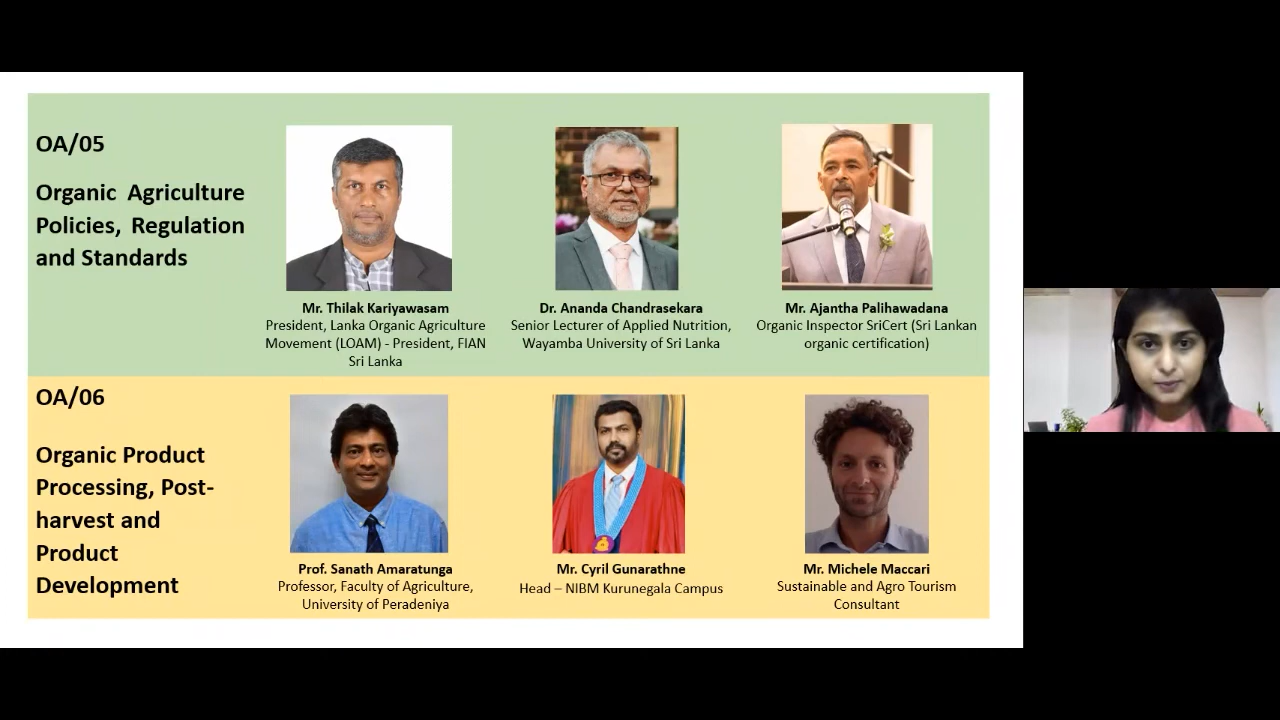 OA/05
Organic Agriculture
Policies, Regulation
and Standards
Mr. Thilak Kariyawasam
President, Lanka Organic Agriculture
Movement (LOAM) - President, FIAN
Sri Lanka
Dr. Ananda Chandrasekara
Senior Lecturer of Applied Nutrition,
Wayamba University of Sri Lanka
Mr. Ajantha Palihawadana
Organic Inspector SriCert (Sri Lankan
organic certification)
OA/06
Organic Product
Processing, Post-
harvest and
Product
Development
Prof. Sanath Amaratunga
Professor, Faculty of Agriculture,
University of Peradeniya
Mr. Cyril Gunarathne
Head – NIBM Kurunegala Campus
Mr. Michele Maccari
Sustainable and Agro Tourism
Consultant